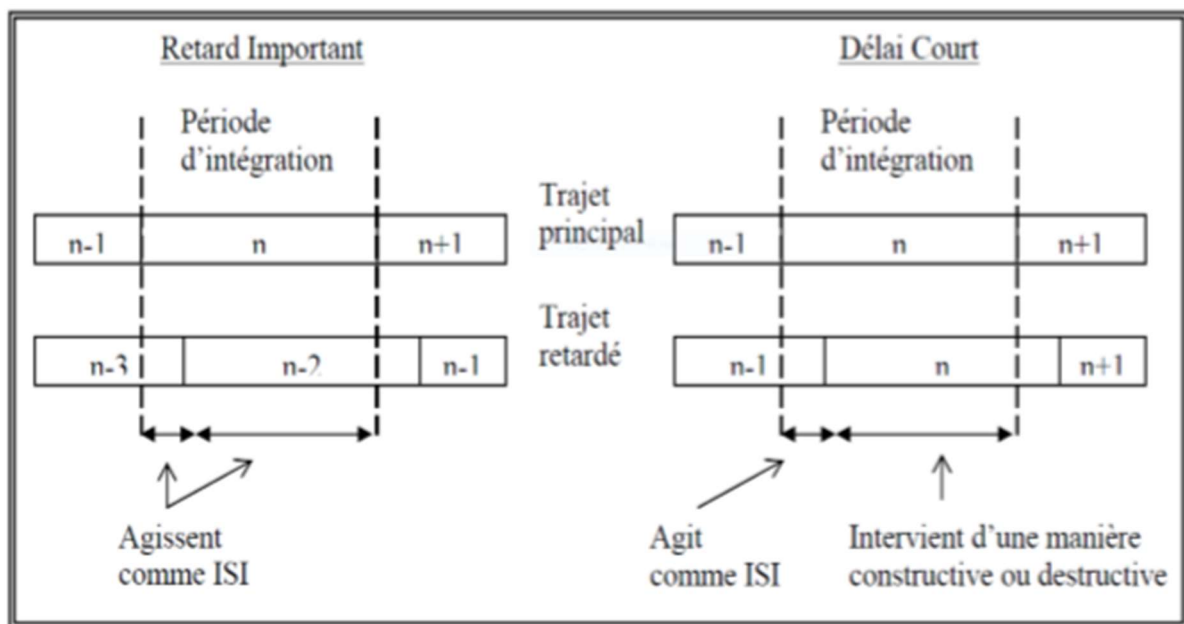 Retard Important
Période
d'intégration
n-1 n n+1
n-3 n-2 n-1
Agissent
comme ISI
Trajet
principal
Trajet
retardé
Délai Court
Période
d'intégration
n-1 n n+1
n-1 n n+1
Agit
comme ISI
Intervient d'une manière
constructive ou destructive